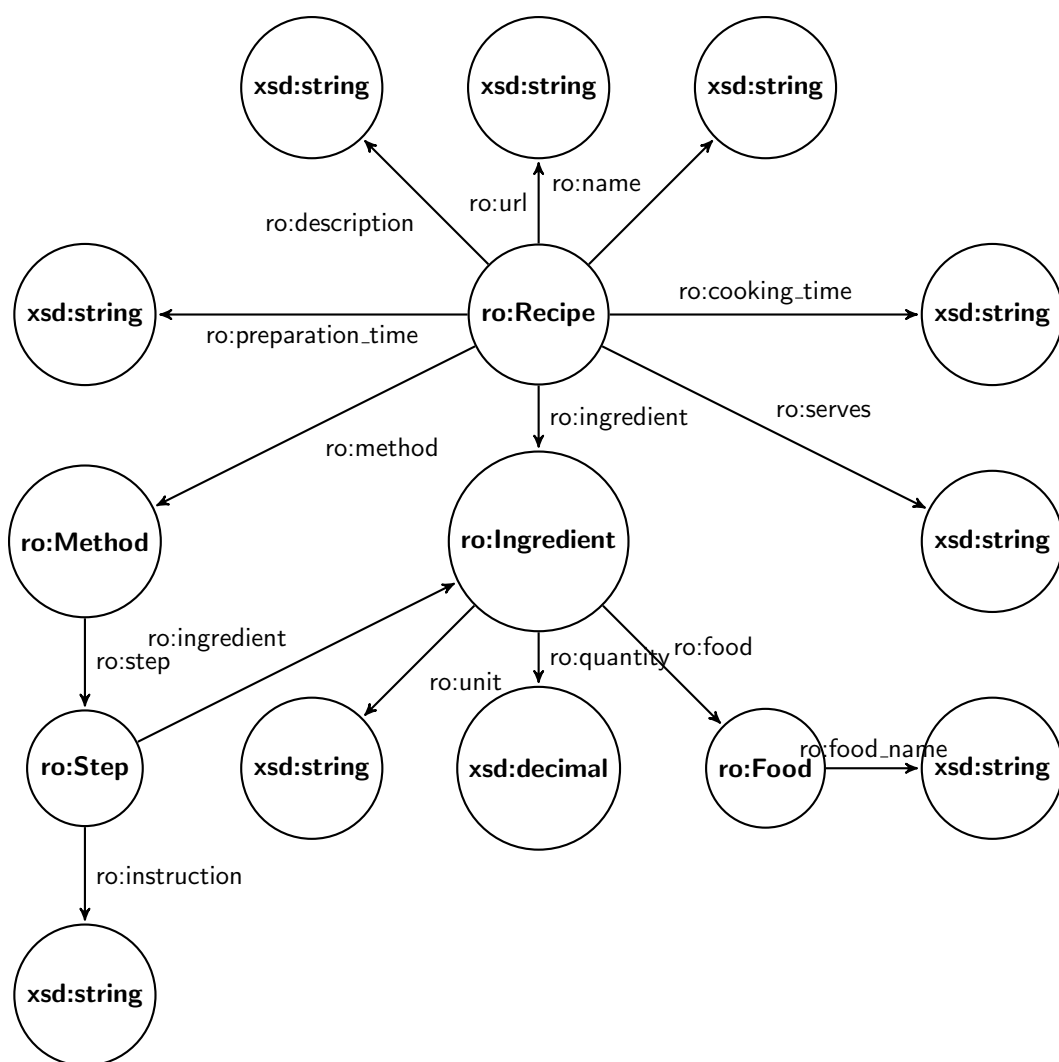 xsd:string
xsd:string
xsd:string
ro:name
ro:url
ro:description
ro:cooking_time
xsd:string
ro:Recipe
xsd:string
ro:preparation_time
ro:serves
ro:ingredient
ro:method
ro:Method
ro:Ingredient
xsd:string
ro:ingredient
ro:food
ro:quantity
ro:step
ro:unit
ro:food_name
ro:Step
xsd:string
xsd:decimal
ro:Food
xsd:string
ro:instruction
xsd:string